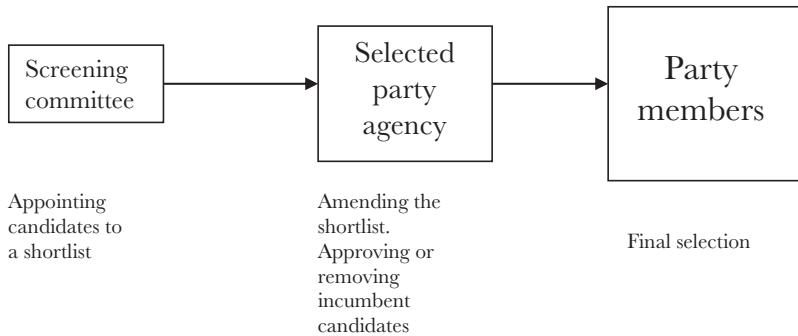 Screening
committee
Selected
party
agency
Party
members
Appointing
candidates to
a shortlist
Amending the
shortlist.
Approving or
removing
incumbent
candidates
Final selection